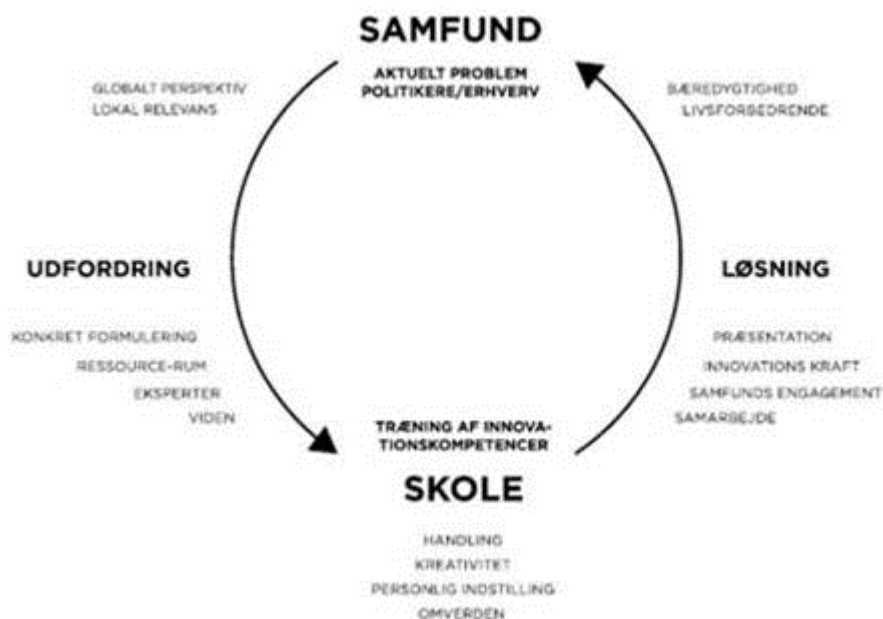 SAMFUND
AKTUELT PROBLEM
POLITIKERE/ERHVERV
GLOBALT PERSPEKTIV
LOKAL RELEVANS
BÆREDYGTIGHED
LIVSFORBEDRENDE
UDFORDRING
KONKRET FORMULERING
RESSOURCE-RUM
EKSPERTER
VIDEN
LØSNING
PRÆSENTATION
INNOVATIONS KRAFT
SAMFUNDS ENGAGEMENT
SAMARBEJDE
TRÆNING AF INNOVA-
TIONSKOMPETENCER
SKOLE
HANDLING
KREATIVITET
PERSONLIG INDSTILLING
OMVERDEN